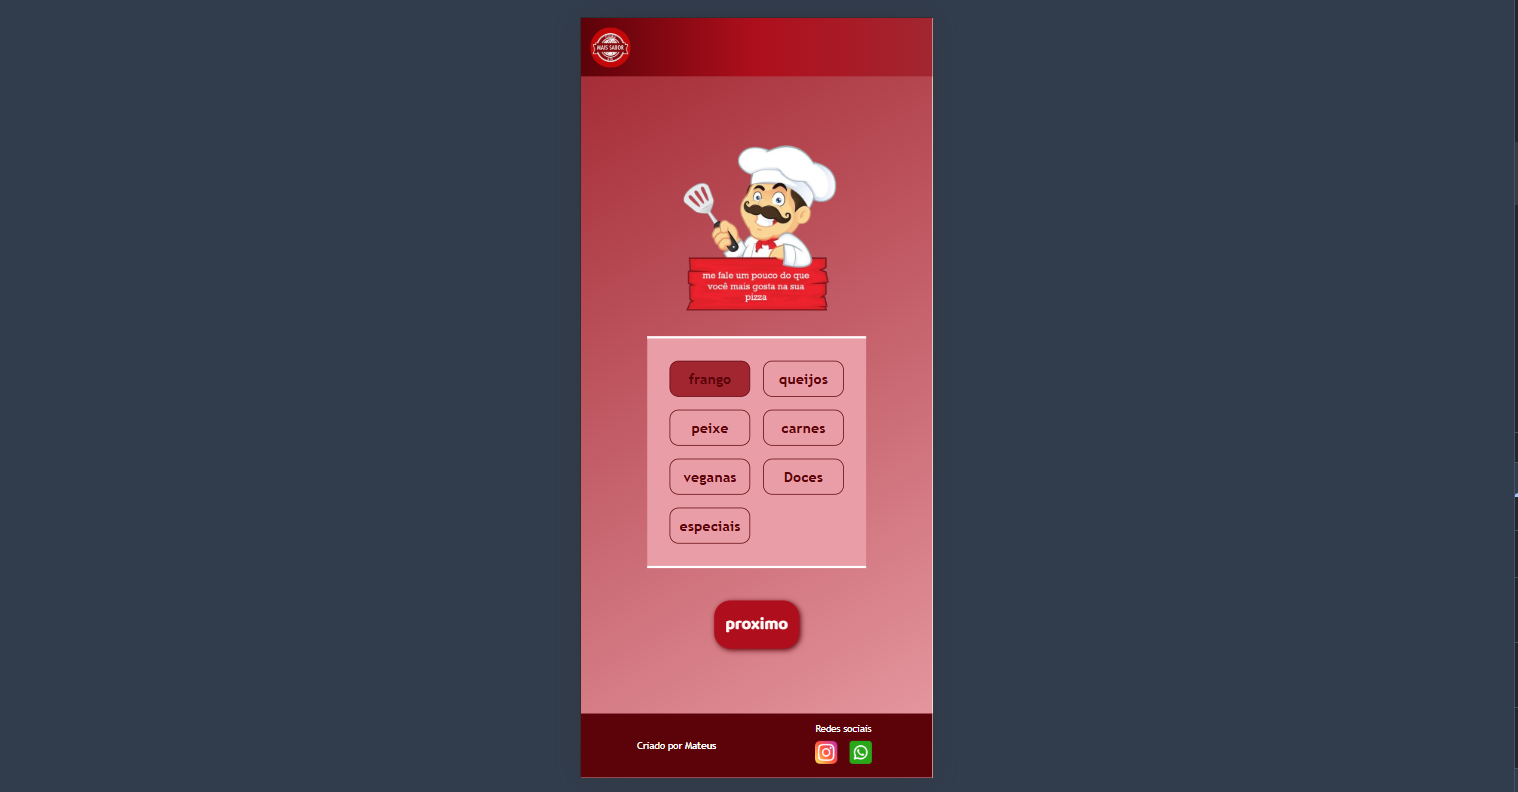 MAIS SABOR
me fale um pouco do que
você mais gosta na sua
pizza
frango queijos
peixe carnes
veganas Doces
especiais
proximo
Redes sociais
Criado por Mateus